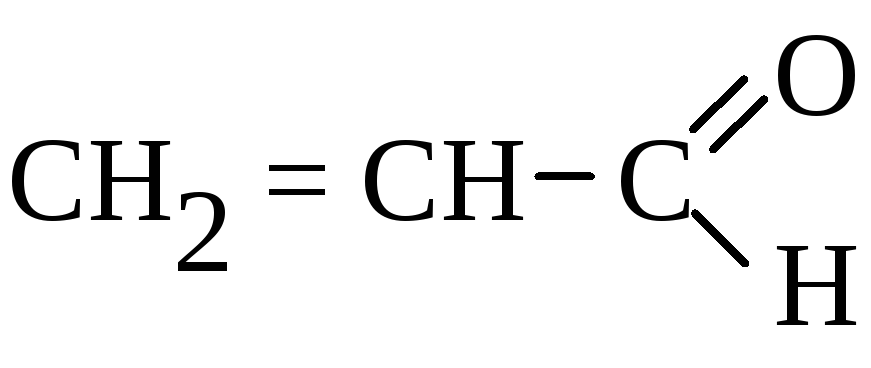 O
CH2 = CH - C
H